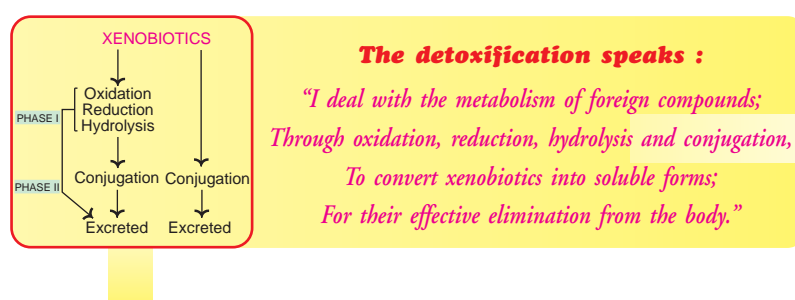 XENOBIOTICS
Oxidation
Reduction
Hydrolysis
PHASE I
Conjugation
Conjugation
PHASE II
Excreted
Excreted
The detoxification speaks :
“I deal with the metabolism of foreign compounds;
Through oxidation, reduction, hydrolysis and conjugation,
To convert xenobiotics into soluble forms;
For their effective elimination from the body.”